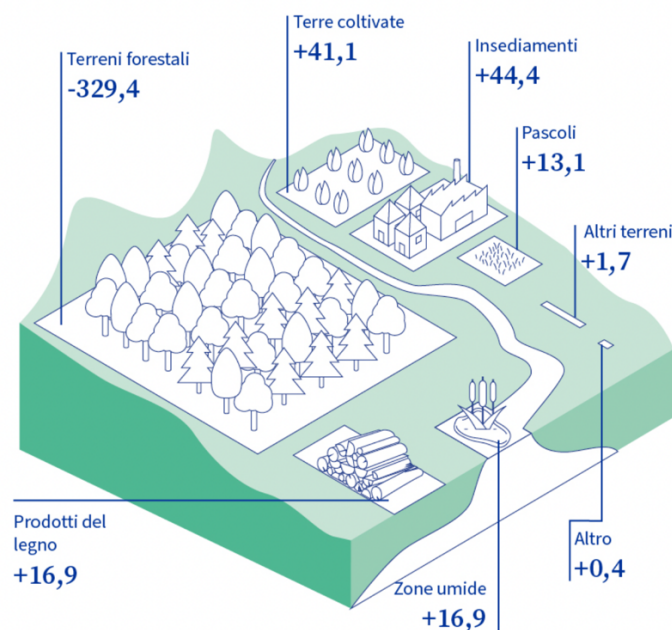 Terre coltivate
+41,1
Insediamenti
+44,4
Terreni forestali
-329,4
Pascoli
+13,1
Altri terreni
+1,7
Prodotti del
legno
+16,9
Altro
+0,4
Zone umide
+16,9